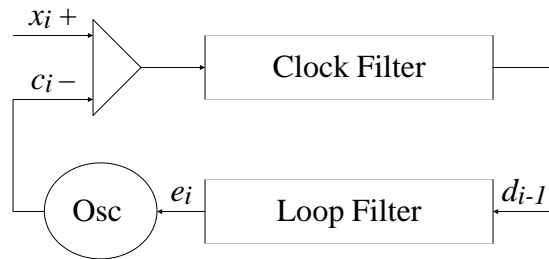 xi +
Clock Filter
ci −
Osc
ei
Loop Filter
di-1